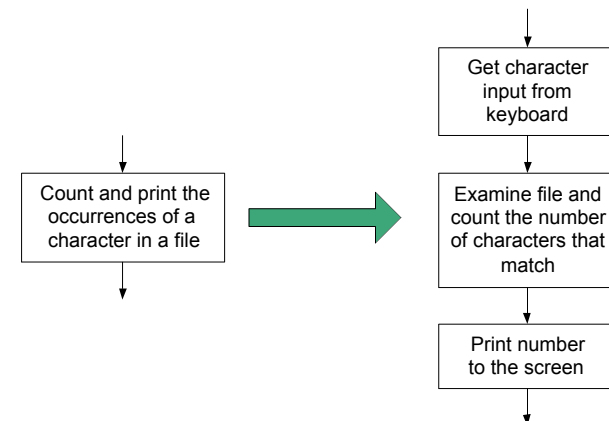 Count and print the
occurrences of a
character in a file
Get character
input from
keyboard
Examine file and
count the number
of characters that
match
Print number
to the screen